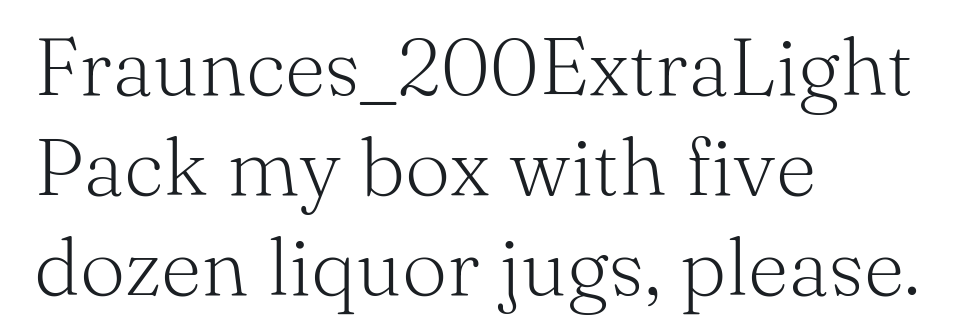 Fraunces_200ExtraLight
Pack my box with five
dozen liquor jugs, please.